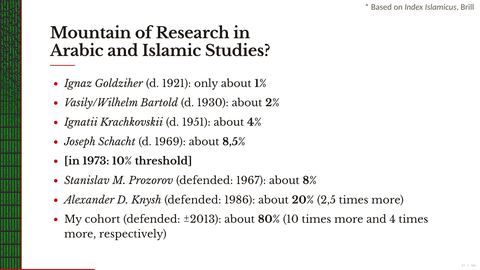 * Based on Index Islamicus, Brill
Mountain of Research in
Arabic and Islamic Studies?
• Ignaz Goldziher (d. 1921): only about 1%
• Vasily/Wilhelm Bartold (d. 1930): about 2%
• Ignatii Krachkovskii (d. 1951): about 4%
• Joseph Schacht (d. 1969): about 8,5%
• [in 1973: 10% threshold]
• Stanislav M. Prozorov (defended: 1967): about 8%
• Alexander D. Knysh (defended: 1986): about 20% (2,5 times more)
• My cohort (defended: ±2013): about 80% (10 times more and 4 times
more, respectively)